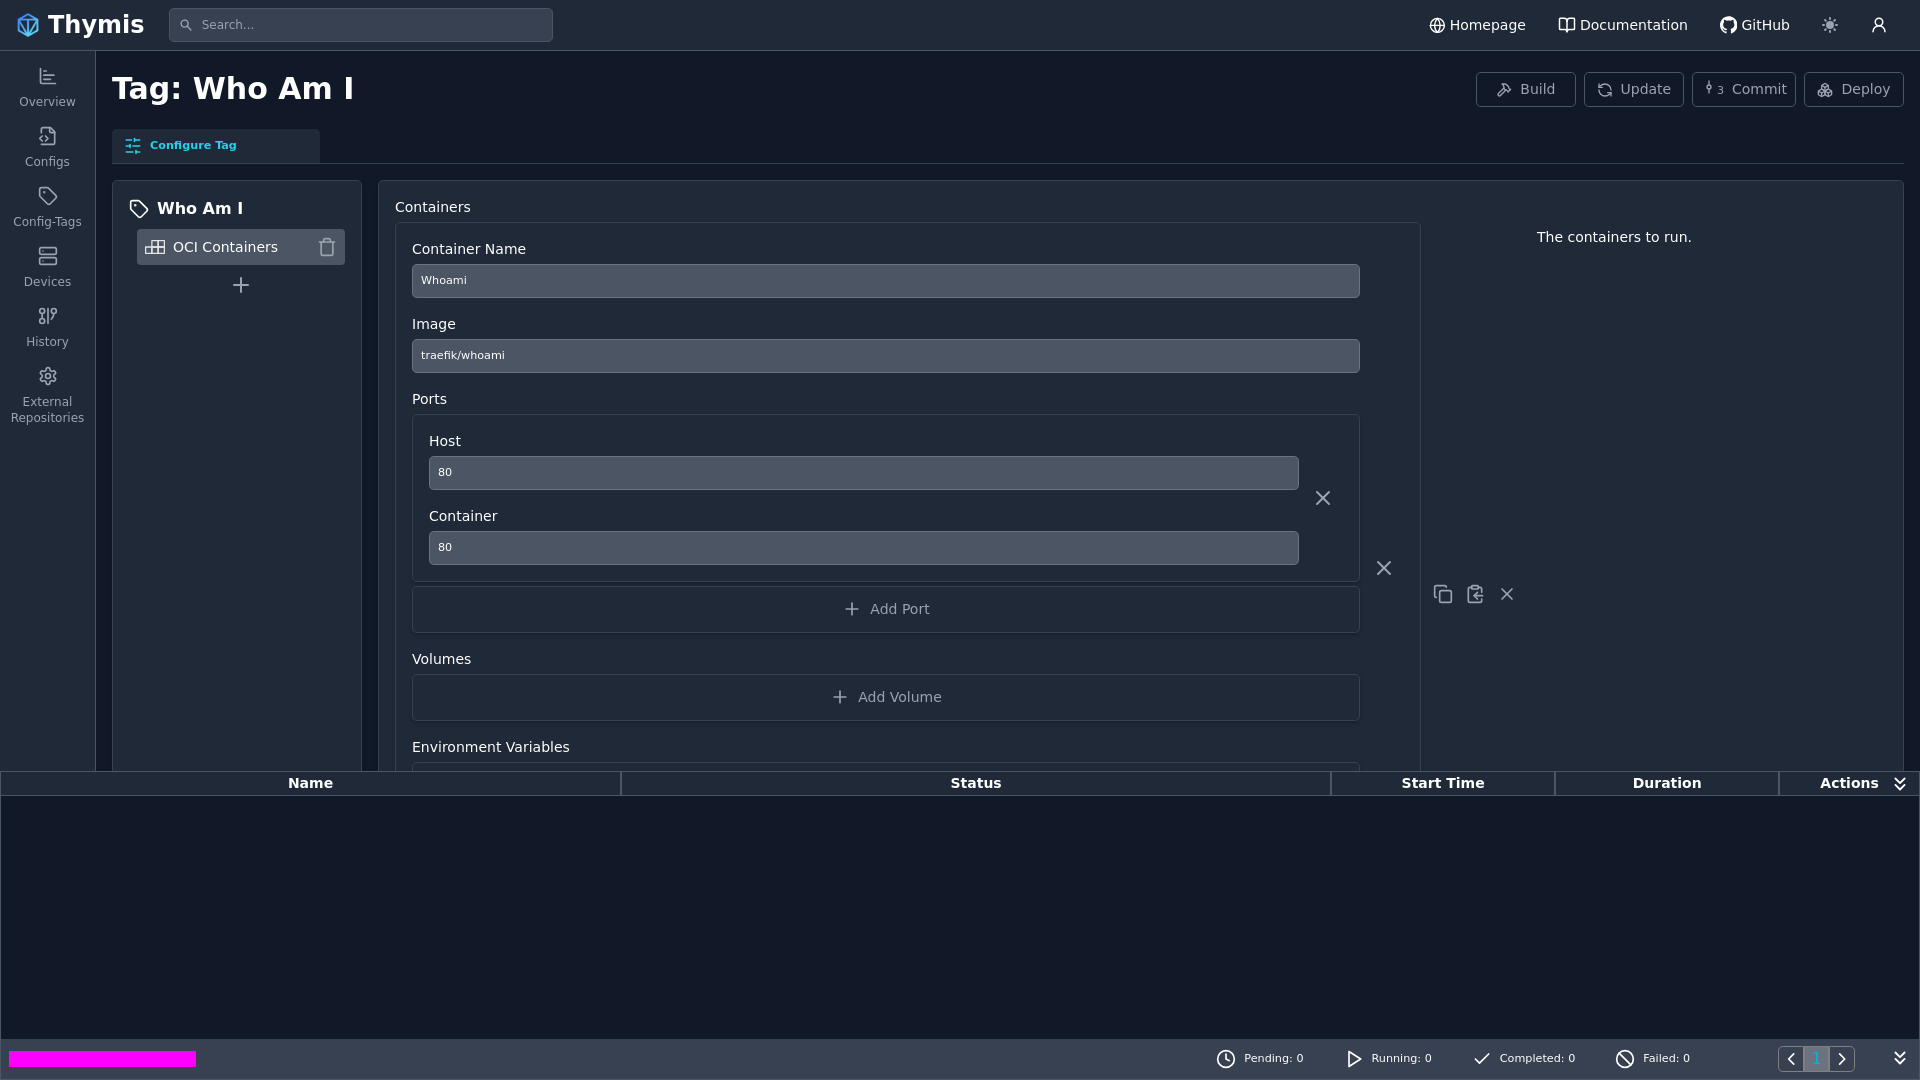 Thymis
Search...
Homepage
Documentation
GitHub
Overview
Configs
Config-Tags
Devices
History
External
Repositories
Tag: Who Am I
Build
Update
3 Commit
Deploy
Configure Tag
Who Am I
OCI Containers
Containers
The containers to run.
Container Name
Whoami
Image
traefik/whoami
Ports
Host
80
Container
80
Add Port
Volumes
Add Volume
Environment Variables
Name Status Start Time Duration Actions
Pending: 0 Running: 0 Completed: 0 Failed: 0 1